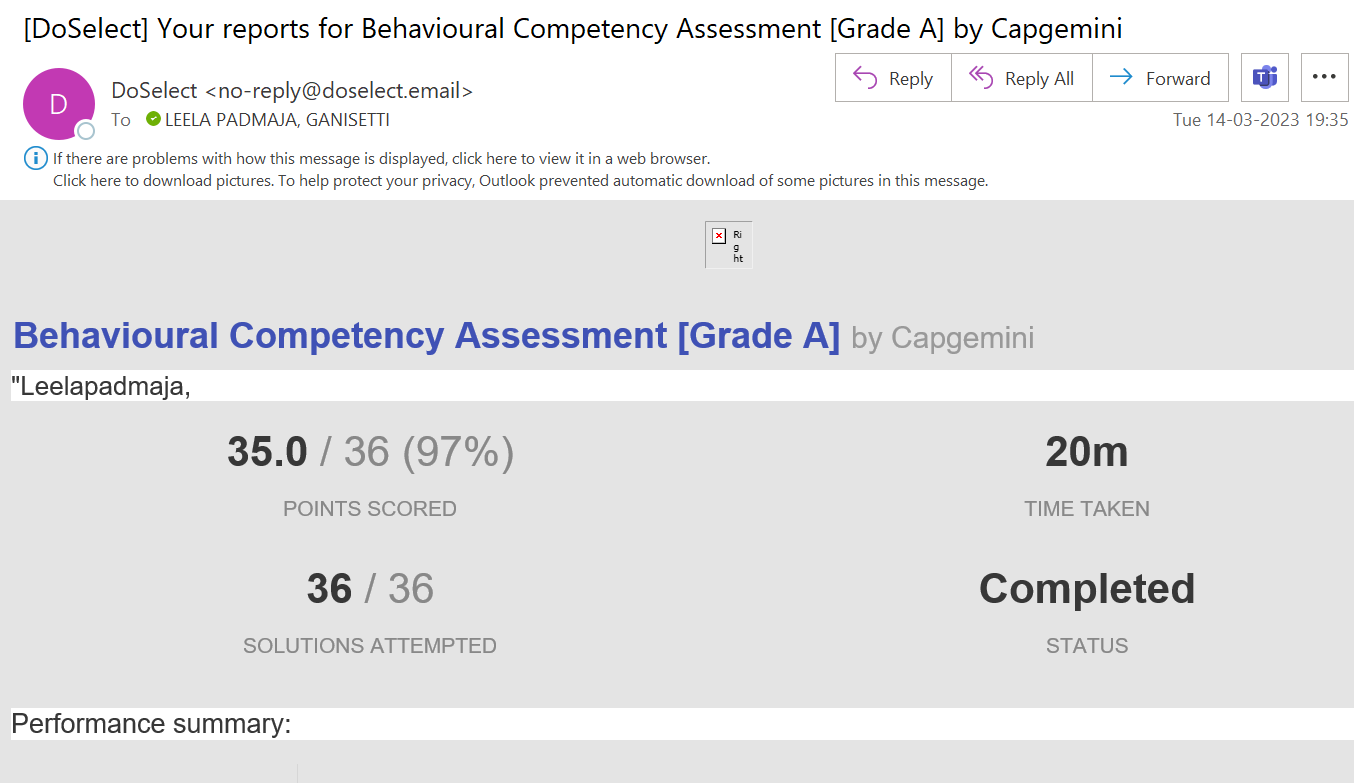 [DoSelect] Your reports for Behavioural Competency Assessment [Grade A] by Capgemini
Reply
Reply All
Forward
D
DoSelect <no-reply@doselect.email>
To LEELA PADMAJA, GANISETTI
Tue 14-03-2023 19:35
If there are problems with how this message is displayed, click here to view it in a web browser.
Click here to download pictures. To help protect your privacy, Outlook prevented automatic download of some pictures in this message.
Ri
g
ht
Behavioural Competency Assessment [Grade A] by Capgemini
"Leelapadmaja,
35.0 / 36 (97%)
POINTS SCORED
20m
TIME TAKEN
36 / 36
SOLUTIONS ATTEMPTED
Completed
STATUS
Performance summary: